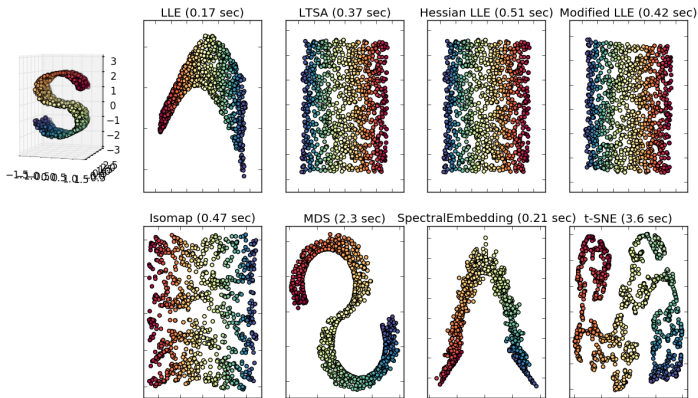 LLE (0.17 sec)
LTSA (0.37 sec)
Hessian LLE (0.51 sec)
Modified LLE (0.42 sec)
3
2
1
0
−1
−2
−3
Isomap (0.47 sec)
MDS (2.3 sec)
SpectralEmbedding (0.21 sec)
t-SNE (3.6 sec)